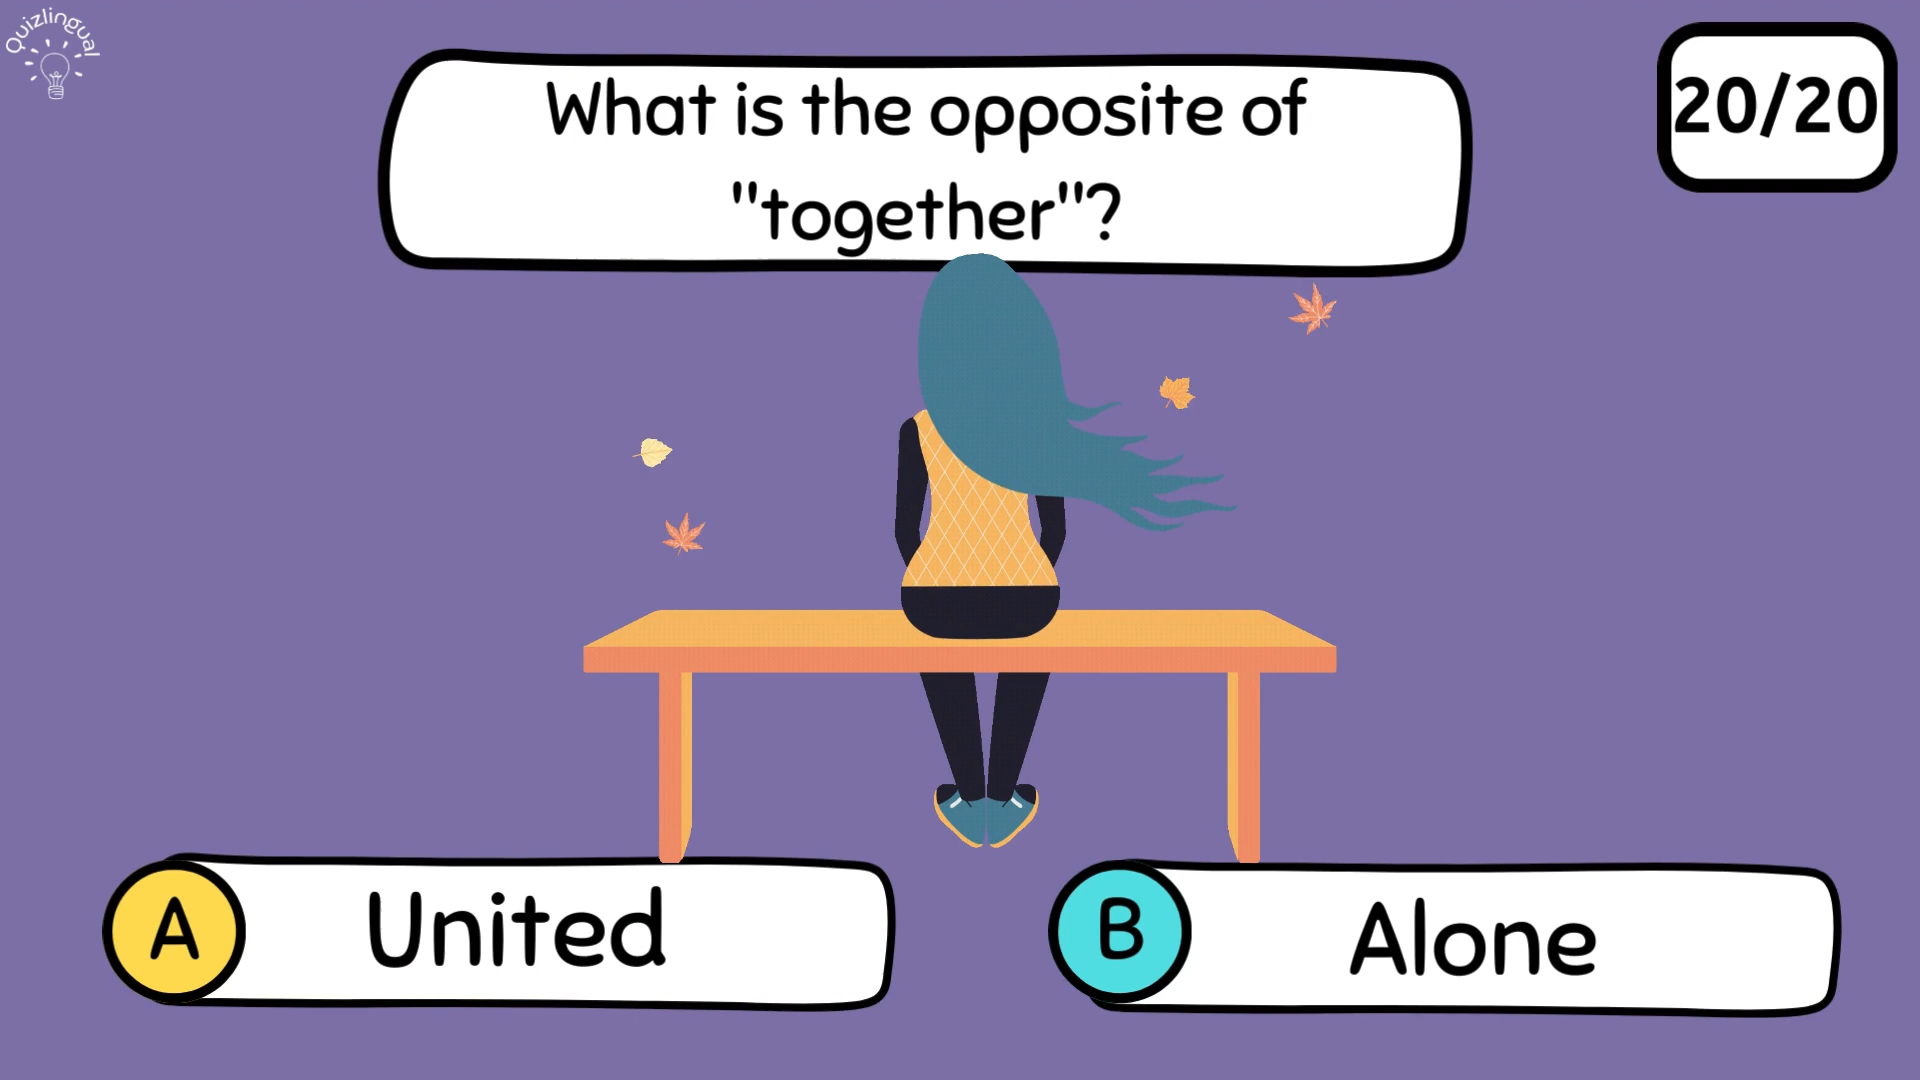 Quizlingual
What is the opposite of
"together"?
20/20
A
United
B
Alone